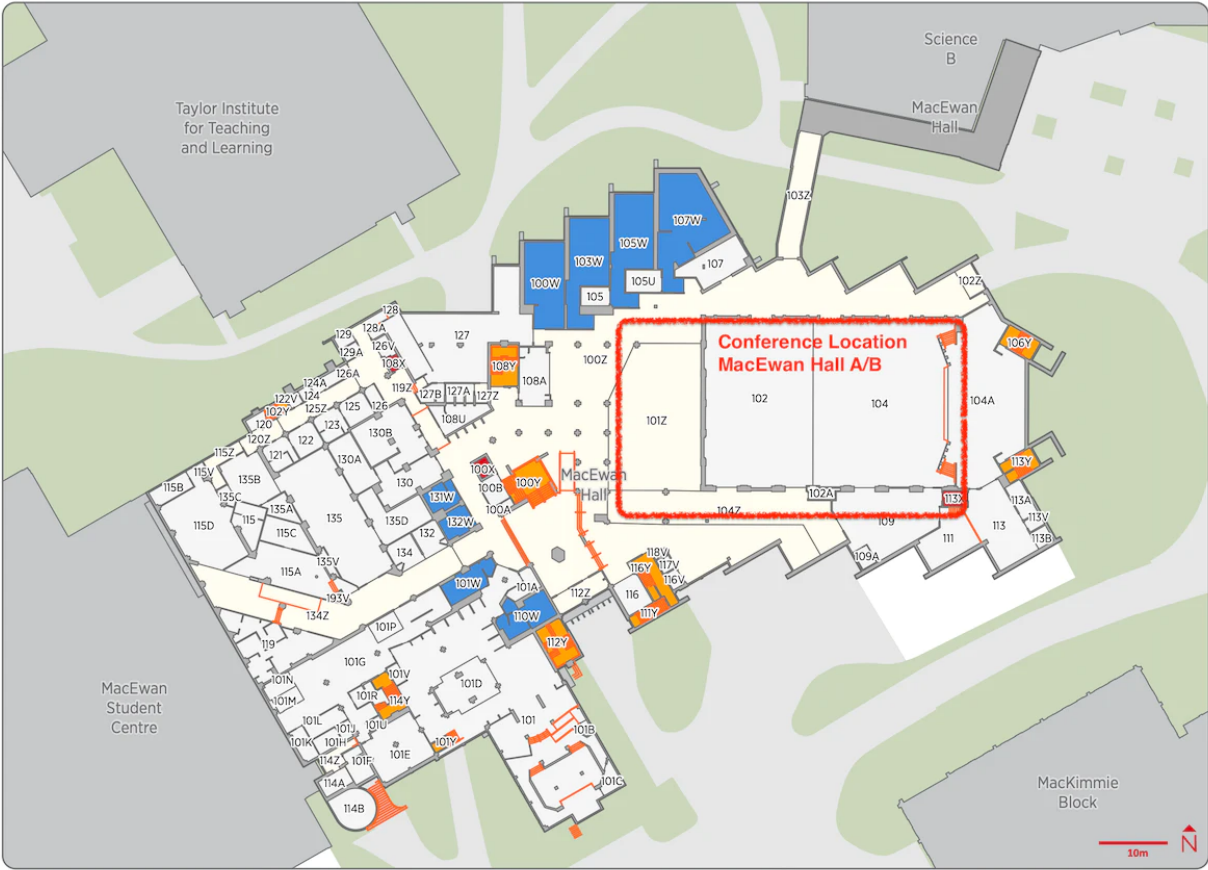 Science
B
MacEwan
Hall
Taylor Institute
for Teaching
and Learning
103Z
107W
105W
103W
100W
107
105U
105
102Z
128
128A
129
126V
129A
108X
127
100Z
108Y
108A
Conference Location
MacEwan Hall A/B
106Y
126A
119Z
127B
127A
127Z
124A
124
122V
125Z
102Y
125
126
108U
102
104
104A
101Z
120
123
120Z
122
130B
121
115Z
115V
130A
115B
135B
135C
130
100X
100B
100Y
MacEwan
Hall
131W
100A
102A
113X
113Y
113A
113V
113B
113
104Z
109
111
109A
115D
115
135A
115C
135
135D
132W
132
134
135V
115A
193V
134Z
101W
101A
110W
112Z
118V
117V
116Y
116V
116
111Y
112Y
119
101P
101G
101N
101M
101V
101R
114Y
101D
101L
101J
101U
101K
101H
101Y
101
101B
101E
101F
114Z
114A
101C
114B
MacEwan
Student
Centre
MacKimmie
Block
10m
N